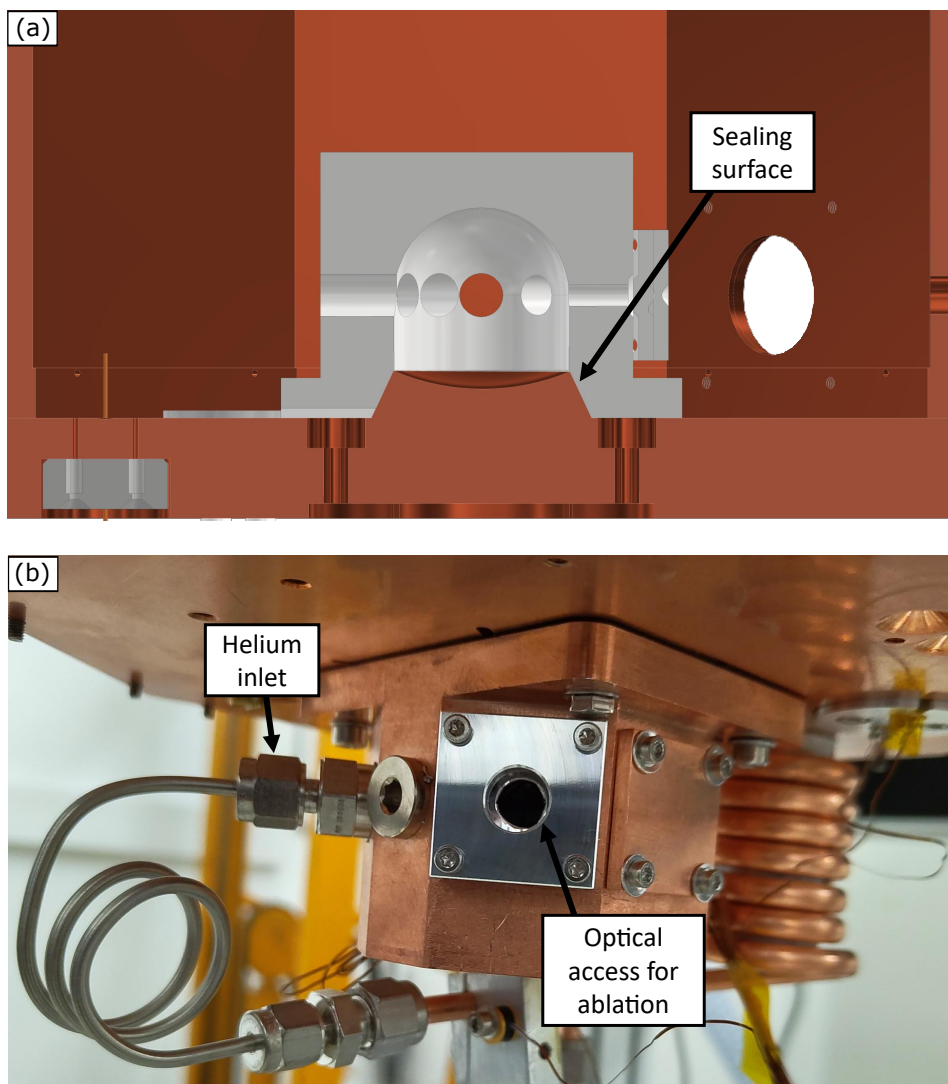 (a)
Sealing
surface
(b)
Helium
inlet
Optical
access for
ablation